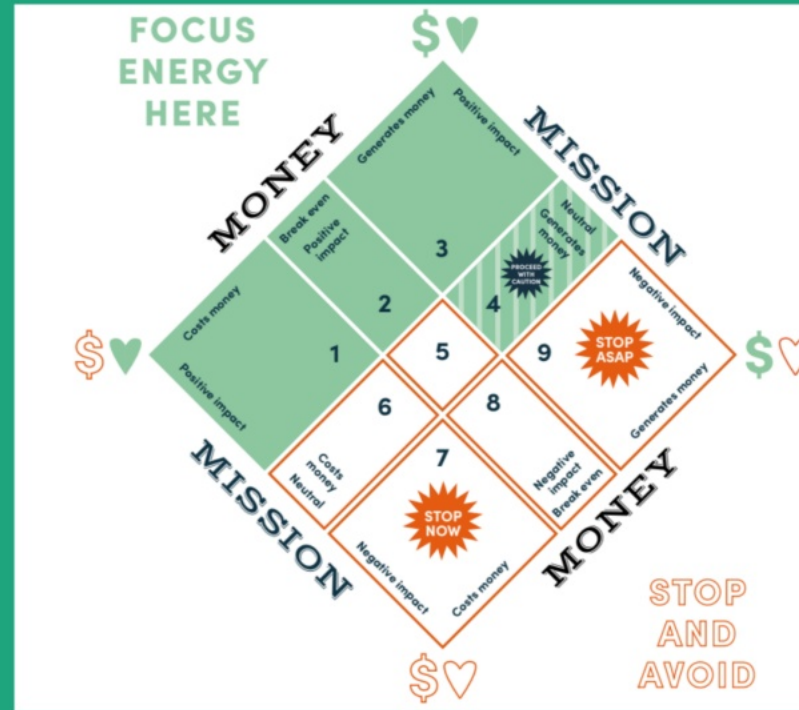 FOCUS
ENERGY
HERE
$
MONEY
MISSION
Generates money
Positive impact
3
Break even
Positive
impact
2
Neutral
Generates
money
PROCEED
WITH
CAUTION
4
Costs money
Positive impact
1
$
5
9
STOP
ASAP
Negative impact
Generates money
$
6
Costs
money
Neutral
8
Negative
impact
Break even
7
STOP
NOW
Negative impact
Costs money
MISSION
MONEY
$
STOP
AND
AVOID